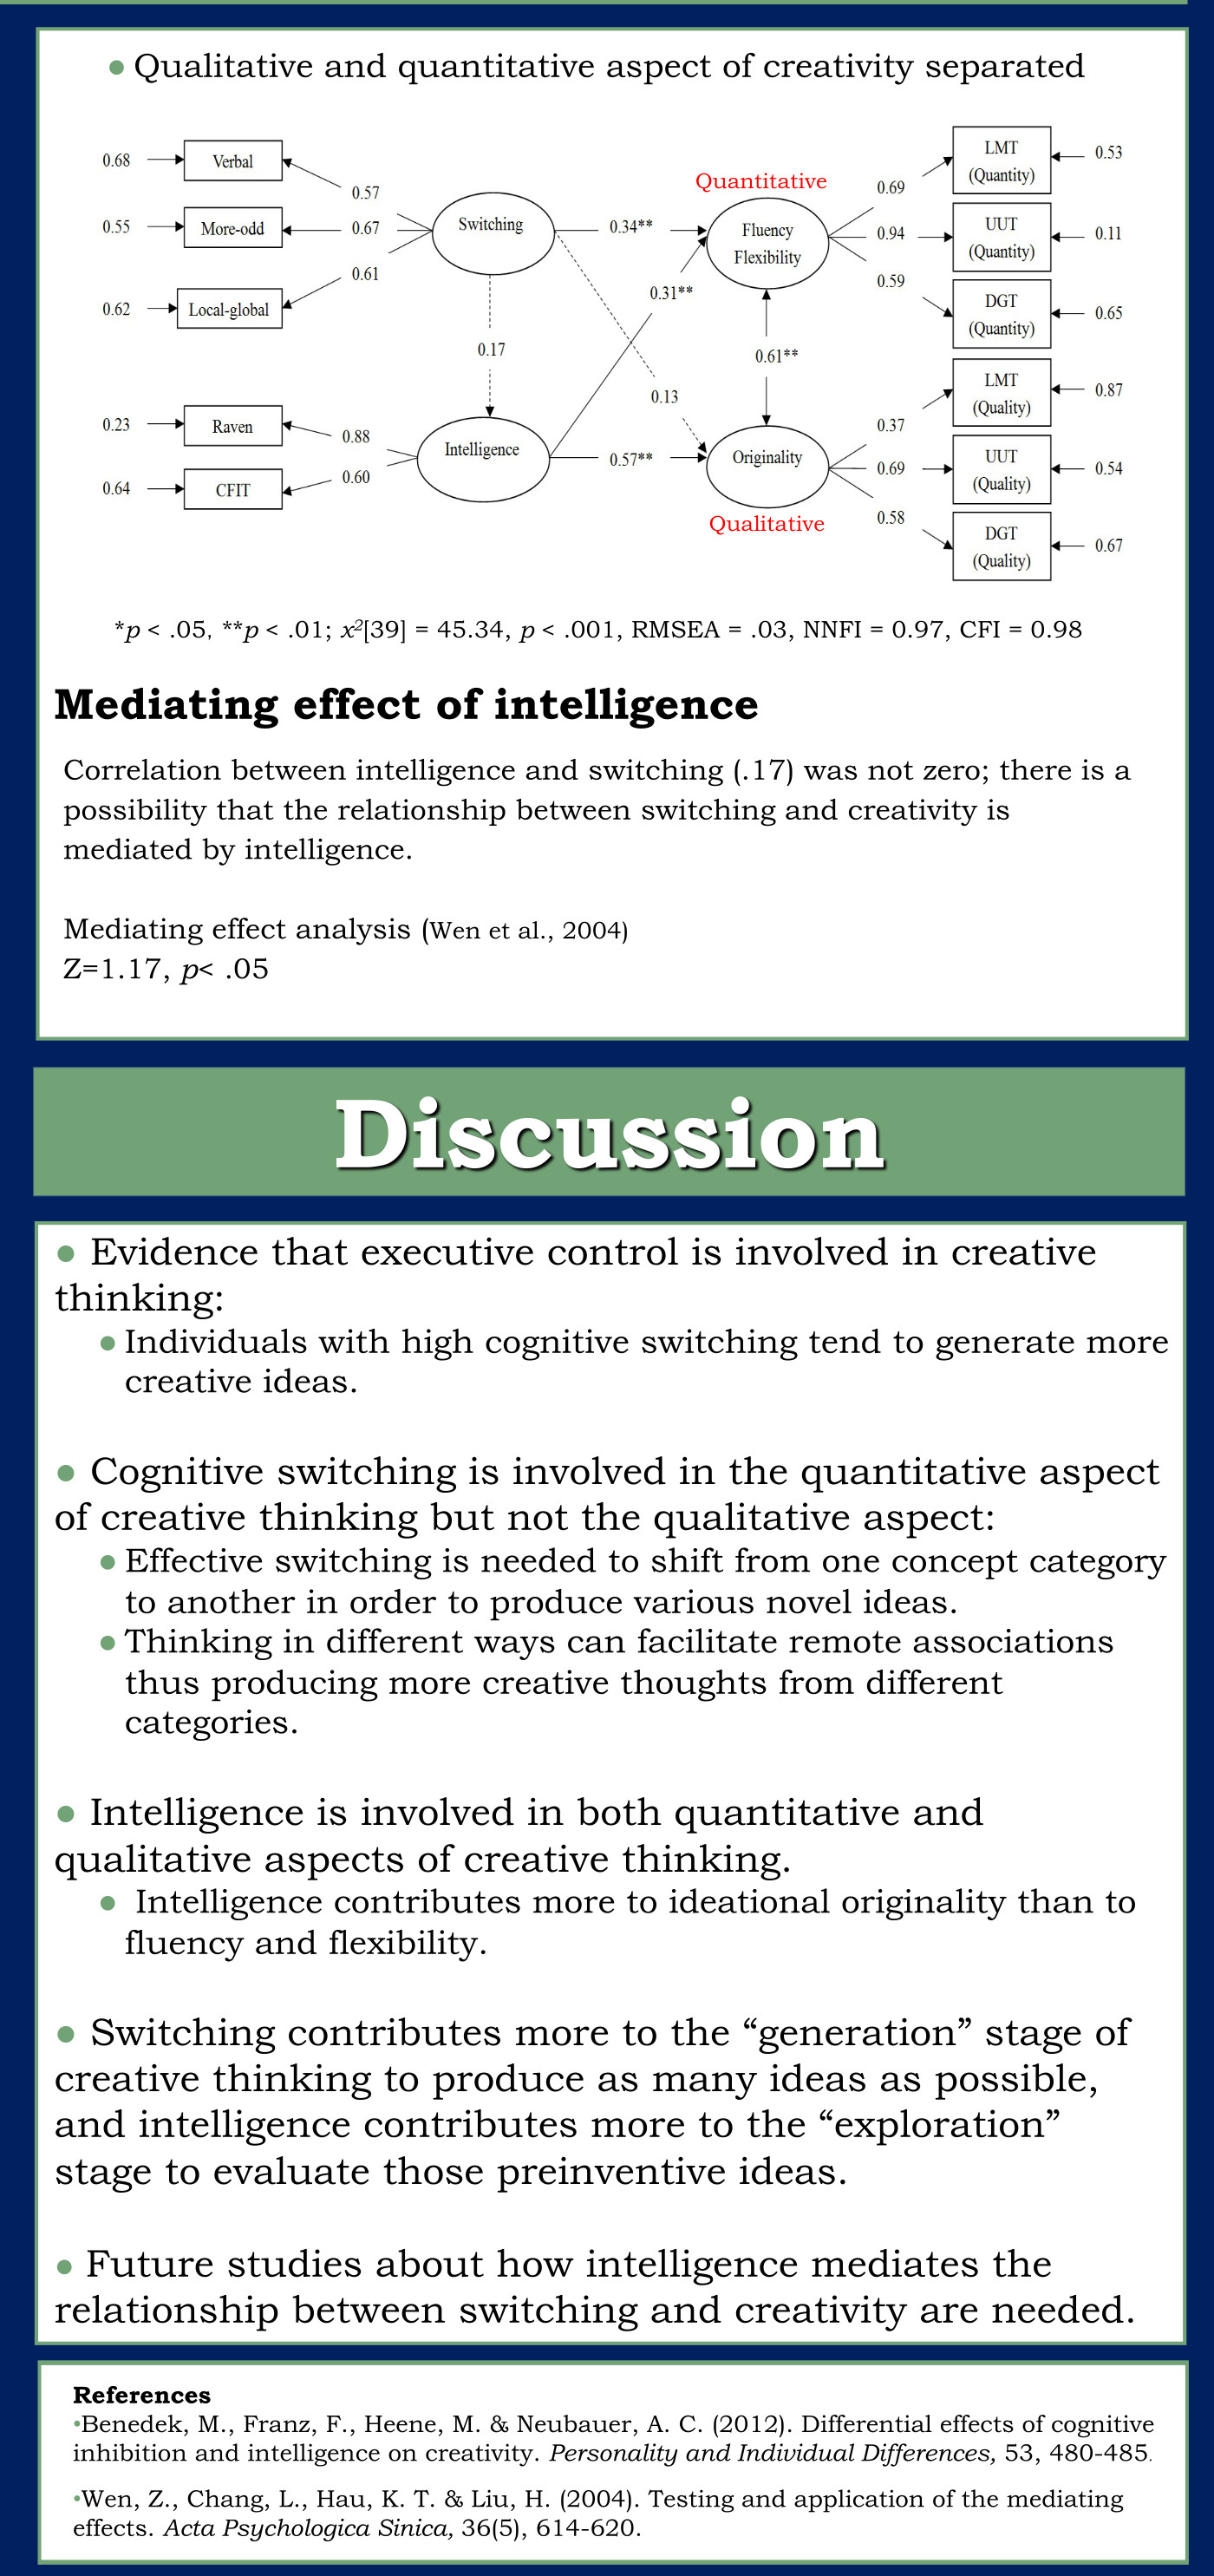 ● Qualitative and quantitative aspect of creativity separated
0.68
Verbal
0.57
0.55
More-odd
0.67
Switching
0.61
0.62
Local-global
0.17
0.23
Raven
0.88
Intelligence
0.64
CFIT
0.60
0.34**
0.31**
0.13
0.57**
Quantitative
Fluency
Flexibility
0.61**
Originality
Qualitative
0.69
LMT
(Quantity)
0.53
0.94
UUT
(Quantity)
0.11
0.59
DGT
(Quantity)
0.65
0.37
LMT
(Quality)
0.87
0.69
UUT
(Quality)
0.54
0.58
DGT
(Quality)
0.67
*p < .05, **p < .01; x²[39] = 45.34, p < .001, RMSEA = .03, NNFI = 0.97, CFI = 0.98
Mediating effect of intelligence
Correlation between intelligence and switching (.17) was not zero; there is a
possibility that the relationship between switching and creativity is
mediated by intelligence.
Mediating effect analysis (Wen et al., 2004)
Z=1.17, p< .05
Discussion
● Evidence that executive control is involved in creative
thinking:
● Individuals with high cognitive switching tend to generate more
creative ideas.
● Cognitive switching is involved in the quantitative aspect
of creative thinking but not the qualitative aspect:
● Effective switching is needed to shift from one concept category
to another in order to produce various novel ideas.
● Thinking in different ways can facilitate remote associations
thus producing more creative thoughts from different
categories.
● Intelligence is involved in both quantitative and
qualitative aspects of creative thinking.
● Intelligence contributes more to ideational originality than to
fluency and flexibility.
● Switching contributes more to the “generation” stage of
creative thinking to produce as many ideas as possible,
and intelligence contributes more to the “exploration”
stage to evaluate those preinventive ideas.
● Future studies about how intelligence mediates the
relationship between switching and creativity are needed.
References
•Benedek, M., Franz, F., Heene, M. & Neubauer, A. C. (2012). Differential effects of cognitive
inhibition and intelligence on creativity. Personality and Individual Differences, 53, 480-485.
•Wen, Z., Chang, L., Hau, K. T. & Liu, H. (2004). Testing and application of the mediating
effects. Acta Psychologica Sinica, 36(5), 614-620.